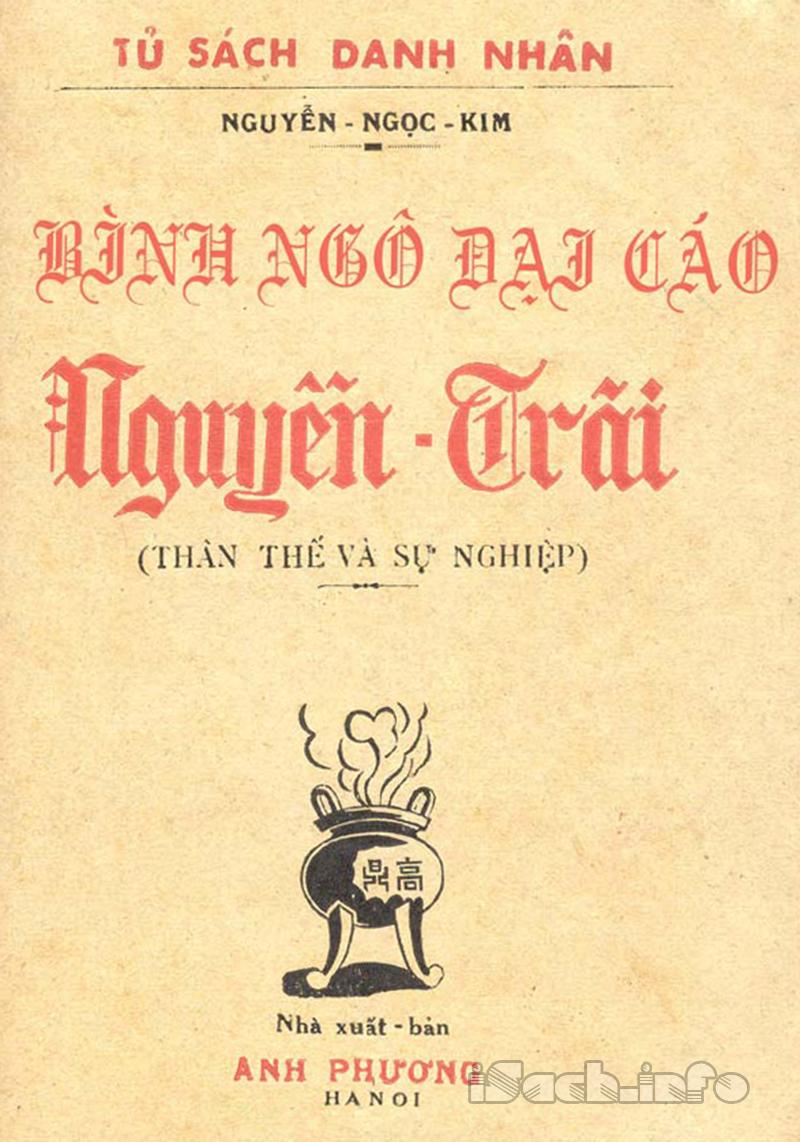 TỦ SÁCH DANH NHÂN
NGUYỄN - NGỌC - KIM
BÌNH NGÔ ĐẠI CÁO
Nguyễn - Trãi
(THÂN THẾ VÀ SỰ NGHIỆP)
鼎高
Nhà xuất - bản
ANH PHƯƠNG
HANOI
iSach.info